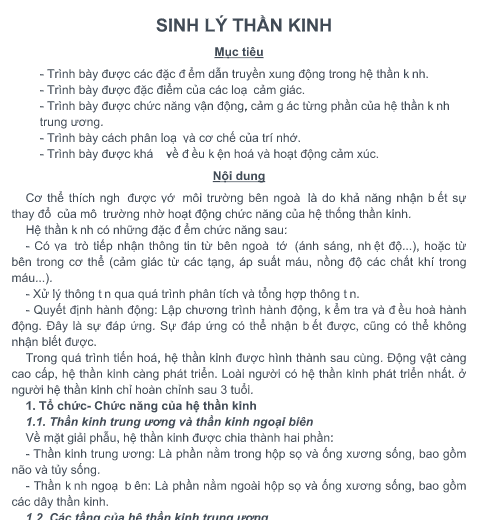 SINH LÝ THẦN KINH
Mục tiêu
- Trình bày được các đặc đ ểm dẫn truyền xung động trong hệ thần k nh.
- Trình bày được đặc điểm của các loạ cảm giác.
- Trình bày được chức năng vận động, cảm g ác từng phần của hệ thần k nh
trung ương.
- Trình bày cách phân loạ và cơ chế của trí nhớ.
- Trình bày được khá về đ ều k ện hoá và hoạt động cảm xúc.
Nội dung
Cơ thể thích ngh được vớ môi trường bên ngoà là do khả năng nhận b ết sự
thay đổ của mô trường nhờ hoạt động chức năng của hệ thống thần kinh.
Hệ thần k nh có những đặc đ ểm chức năng sau:
- Có va trò tiếp nhận thông tin từ bên ngoà tớ (ánh sáng, nh ệt độ...), hoặc từ
bên trong cơ thể (cảm giác từ các tạng, áp suất máu, nồng độ các chất khí trong
máu...).
- Xử lý thông t n qua quá trình phân tích và tổng hợp thông t n.
- Quyết định hành động: Lập chương trình hành động, k ểm tra và đ ều hoà hành
động. Đây là sự đáp ứng. Sự đáp ứng có thể nhận b ết được, cũng có thể không
nhận biết được.
Trong quá trình tiến hoá, hệ thần kinh được hình thành sau cùng. Động vật càng
cao cấp, hệ thần kinh càng phát triển. Loài người có hệ thần kinh phát triển nhất. ở
người hệ thần kinh chỉ hoàn chỉnh sau 3 tuổi.
1. Tổ chức- Chức năng của hệ thần kinh
1.1. Thần kinh trung ương và thần kinh ngoại biên
Về mặt giải phẫu, hệ thần kinh được chia thành hai phần:
- Thần kinh trung ương: Là phần nằm trong hộp sọ và ống xương sống, bao gồm
não và tủy sống.
- Thần k nh ngoạ b ên: Là phần nằm ngoài hộp sọ và ống xương sống, bao gồm
các dây thần kinh.
1.2. Các tầng của hệ thần kinh trung ương